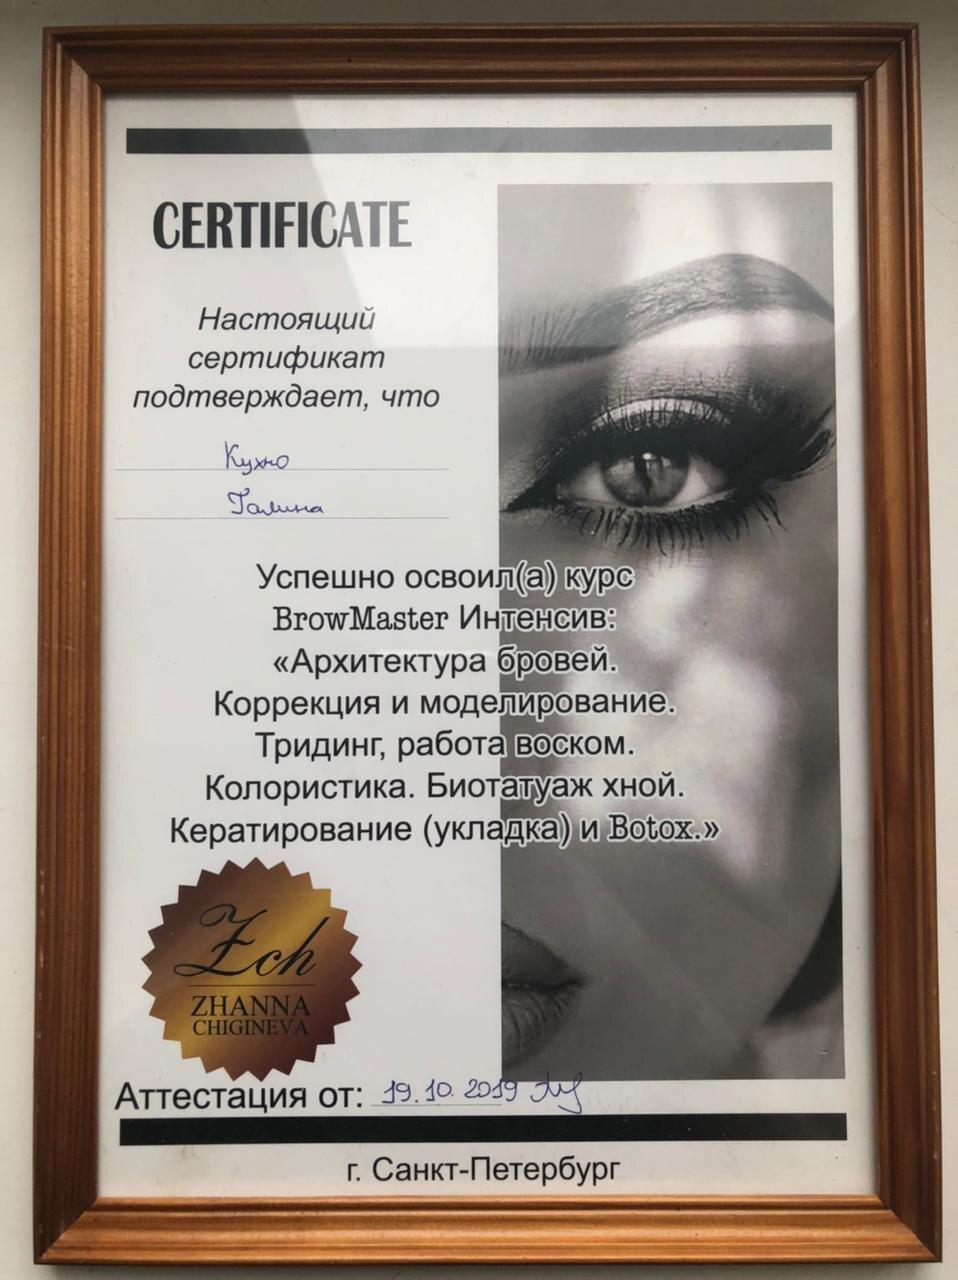 CERTIFICATE
Настоящий
сертификат
подтверждает, что
Кухно
Галина
Успешно освоил(а) курс
BrowMaster Интенсив:
«Архитектура бровей.
Коррекция и моделирование.
Тридинг, работа воском.
Колористика. Биотатуаж хной.
Кератирование (укладка) и Botox.»
Zch
ZHANNA
CHIGINEVA
Аттестация от: 19.10.2019
г. Санкт-Петербург